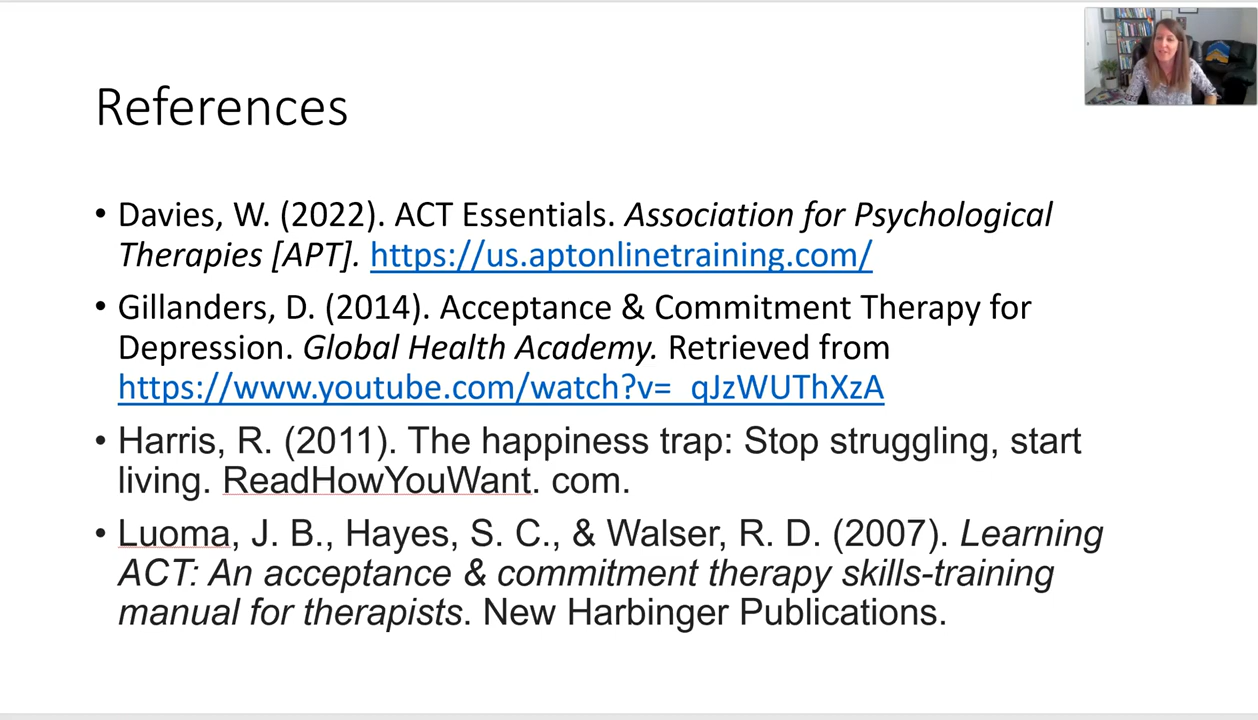 References
• Davies, W. (2022). ACT Essentials. Association for Psychological
Therapies [APT]. https://us.aptonlinetraining.com/
• Gillanders, D. (2014). Acceptance & Commitment Therapy for
Depression. Global Health Academy. Retrieved from
https://www.youtube.com/watch?v=_qJzWUThXzA
• Harris, R. (2011). The happiness trap: Stop struggling, start
living. ReadHowYouWant. com.
• Luoma, J. B., Hayes, S. C., & Walser, R. D. (2007). Learning
ACT: An acceptance & commitment therapy skills-training
manual for therapists. New Harbinger Publications.